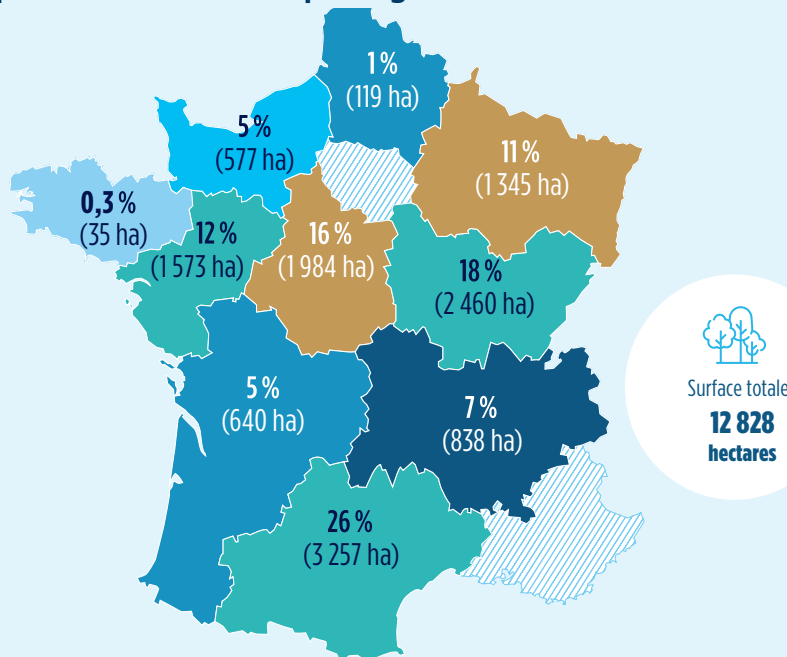 1 %
(119 ha)
5 %
(577 ha)
11 %
(1 345 ha)
0,3 %
(35 ha)
12 %
(1 573 ha)
16 %
(1 984 ha)
18 %
(2 460 ha)
5 %
(640 ha)
7 %
(838 ha)
26 %
(3 257 ha)
Surface totale
12 828
hectares